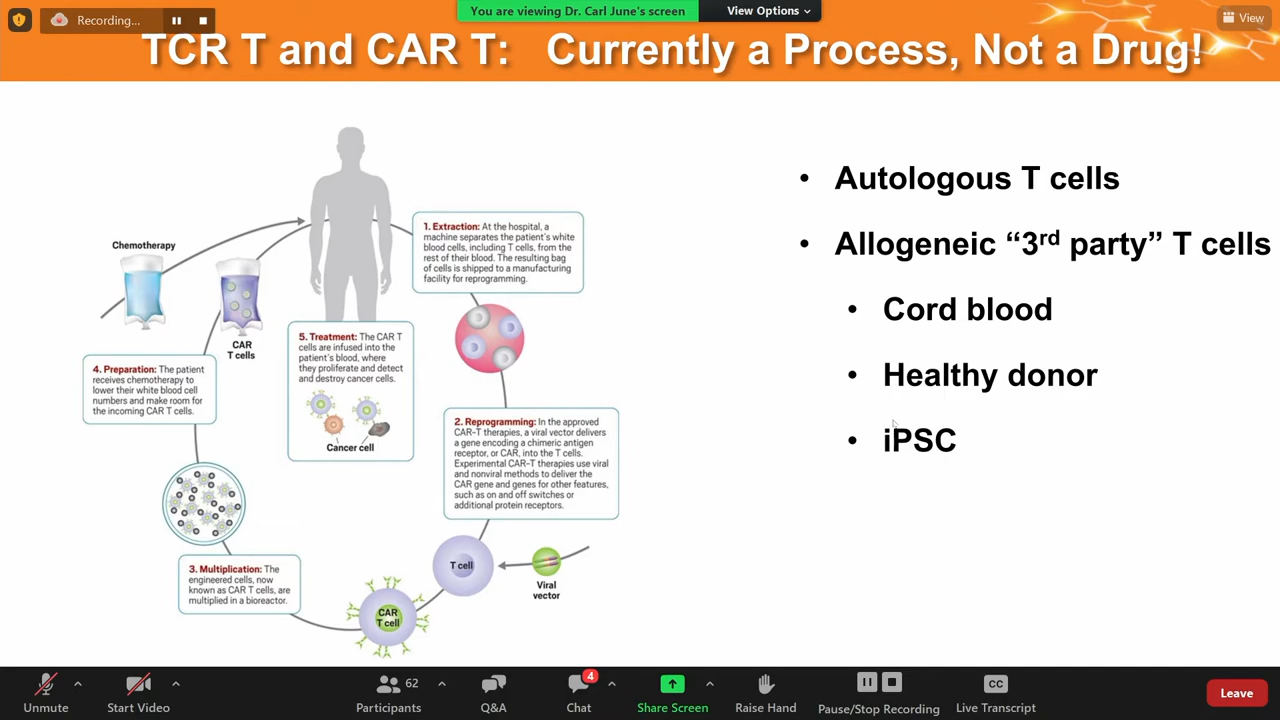 Recording...
You are viewing Dr. Carl June's screen
View Options
View
TCR T and CAR T: Currently a Process, Not a Drug!
Chemotherapy
CAR
T cells
1. Extraction: At the hospital, a
machine separates the patient's white
blood cells, including T cells, from the
rest of their blood. The resulting bag
of cells is shipped to a manufacturing
facility for reprogramming.
2. Reprogramming: In the approved
CAR-T therapies, a viral vector delivers
a gene encoding a chimeric antigen
receptor, or CAR, into the T cells.
Experimental CAR-T therapies use viral
and nonviral methods to deliver the
CAR gene and genes for other features,
such as on and off switches or
additional protein receptors.
T cell
Viral
vector
CAR
T cell
3. Multiplication: The
engineered cells, now
known as CAR T cells, are
multiplied in a bioreactor.
4. Preparation: The patient
receives chemotherapy to
lower their white blood cell
numbers and make room for
the incoming CAR T cells.
5. Treatment: The CAR T
cells are infused into the
patient's blood, where
they proliferate and detect
and destroy cancer cells.
Cancer cell
• Autologous T cells
• Allogeneic “3rd party” T cells
• Cord blood
• Healthy donor
• iPSC
Unmute
Start Video
62
Participants
Q&A
4
Chat
Share Screen
Raise Hand
Pause/Stop Recording
CC
Live Transcript
Leave